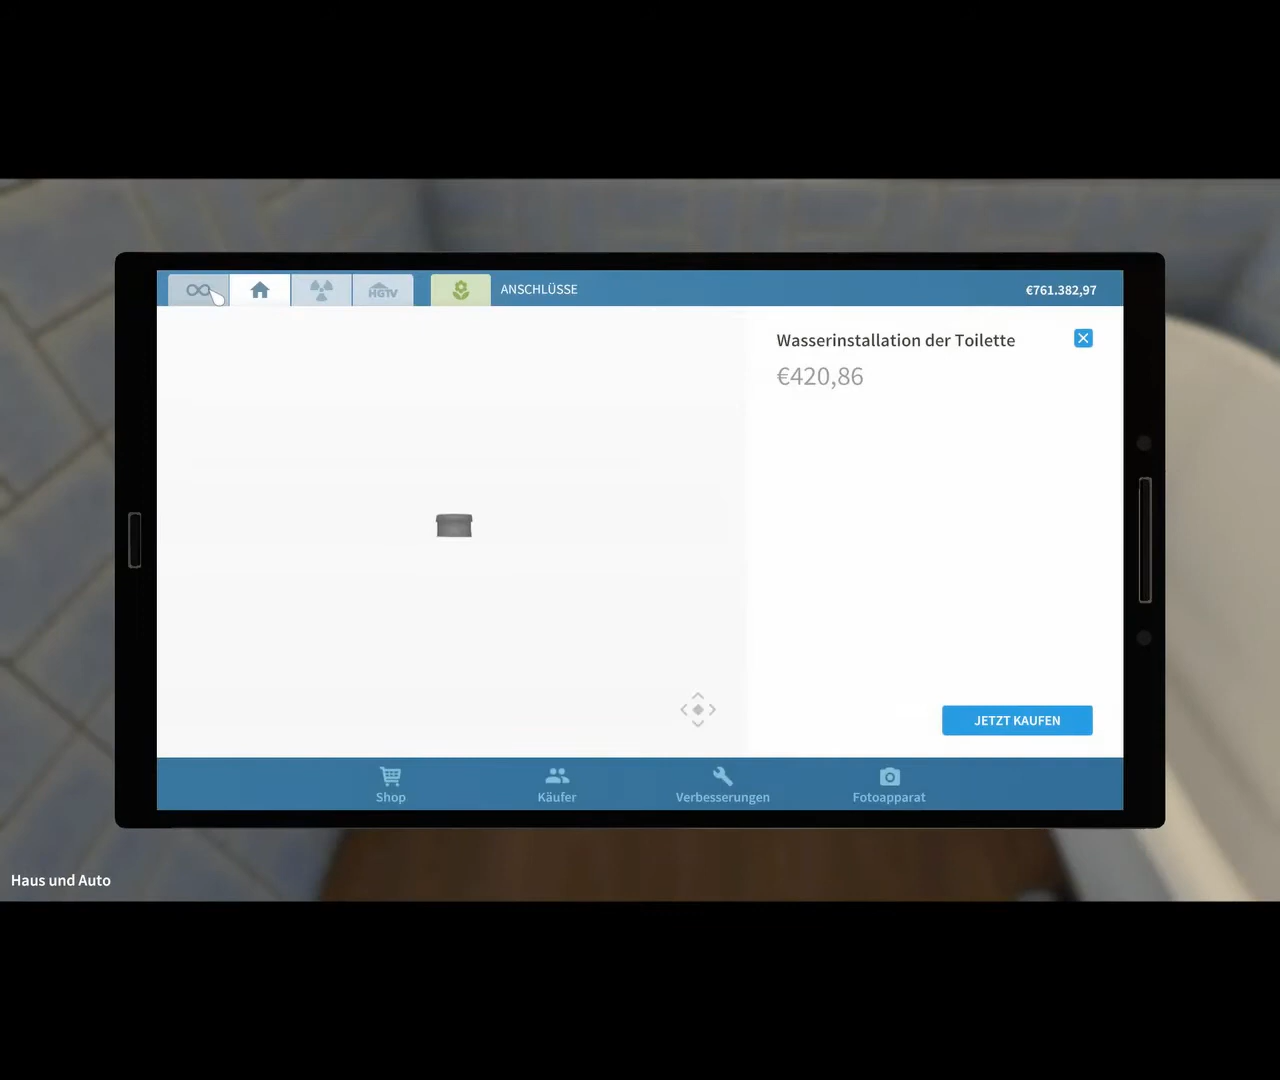 HGTV
ANSCHLÜSSE
€761.382,97
Wasserinstallation der Toilette
€420,86
JETZT KAUFEN
Shop
Käufer
Verbesserungen
Fotoapparat
Haus und Auto